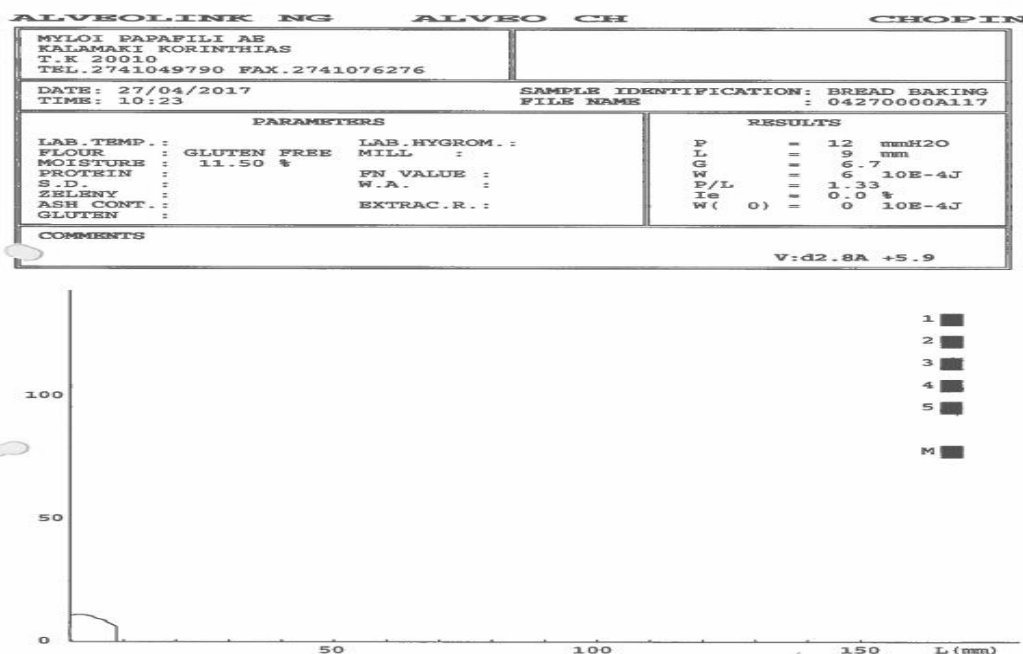 ALVEOLINK NG ALVEO CH CHOPIN
MYLOI PAPAFILI AE
KALAMAKI KORINTHIAS
T.K 20010
TEL.2741049790 FAX.2741076276
DATE: 27/04/2017
TIME: 10:23
SAMPLE IDENTIFICATION: BREAD BAKING
FILE NAME : 04270000A117
PARAMETERS
LAB.TEMP.: LAB.HYGROM.:
FLOUR : GLUTEN FREE MILL :
MOISTURE : 11.50 %
PROTEIN : FN VALUE :
S.D. : W.A. :
ZELENY :
ASH CONT.: EXTRAC.R.:
GLUTEN :
RESULTS
P = 12 mmH2O
L = 9 mm
G = 6.7
W = 6 10E-4J
P/L = 1.33
Ie = 0.0 %
W( 0) = 0 10E-4J
COMMENTS
V:d2.8A +5.9
1
2
3
4
5
M
100
50
0
50 100 150 L(mm)